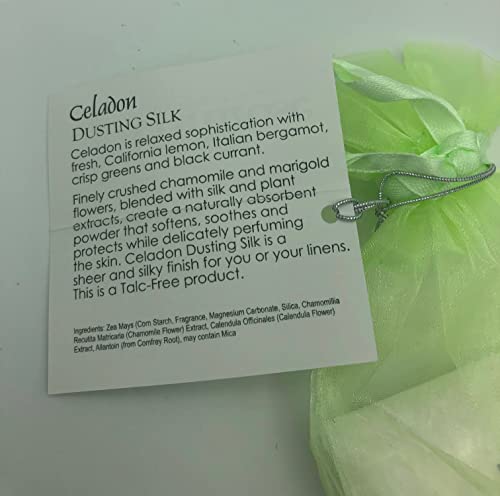 Celadon
DUSTING SILK
Celadon is relaxed sophistication with
fresh, California lemon, Italian bergamot,
crisp greens and black currant.
Finely crushed chamomile and marigold
flowers, blended with silk and plant
extracts, create a naturally absorbent
powder that softens, soothes and
protects while delicately perfuming
the skin. Celadon Dusting Silk is a
sheer and silky finish for you or your linens.
This is a Talc-Free product.
Ingredients: Zea Mays (Corn Starch, Fragrance, Magnesium Carbonate, Silica, Chamomillia
Recutita Matricaria (Chamomile Flower) Extract, Calendula Officinales (Calendula Flower)
Extract, Allantoin (from Comfrey Root), may contain Mica